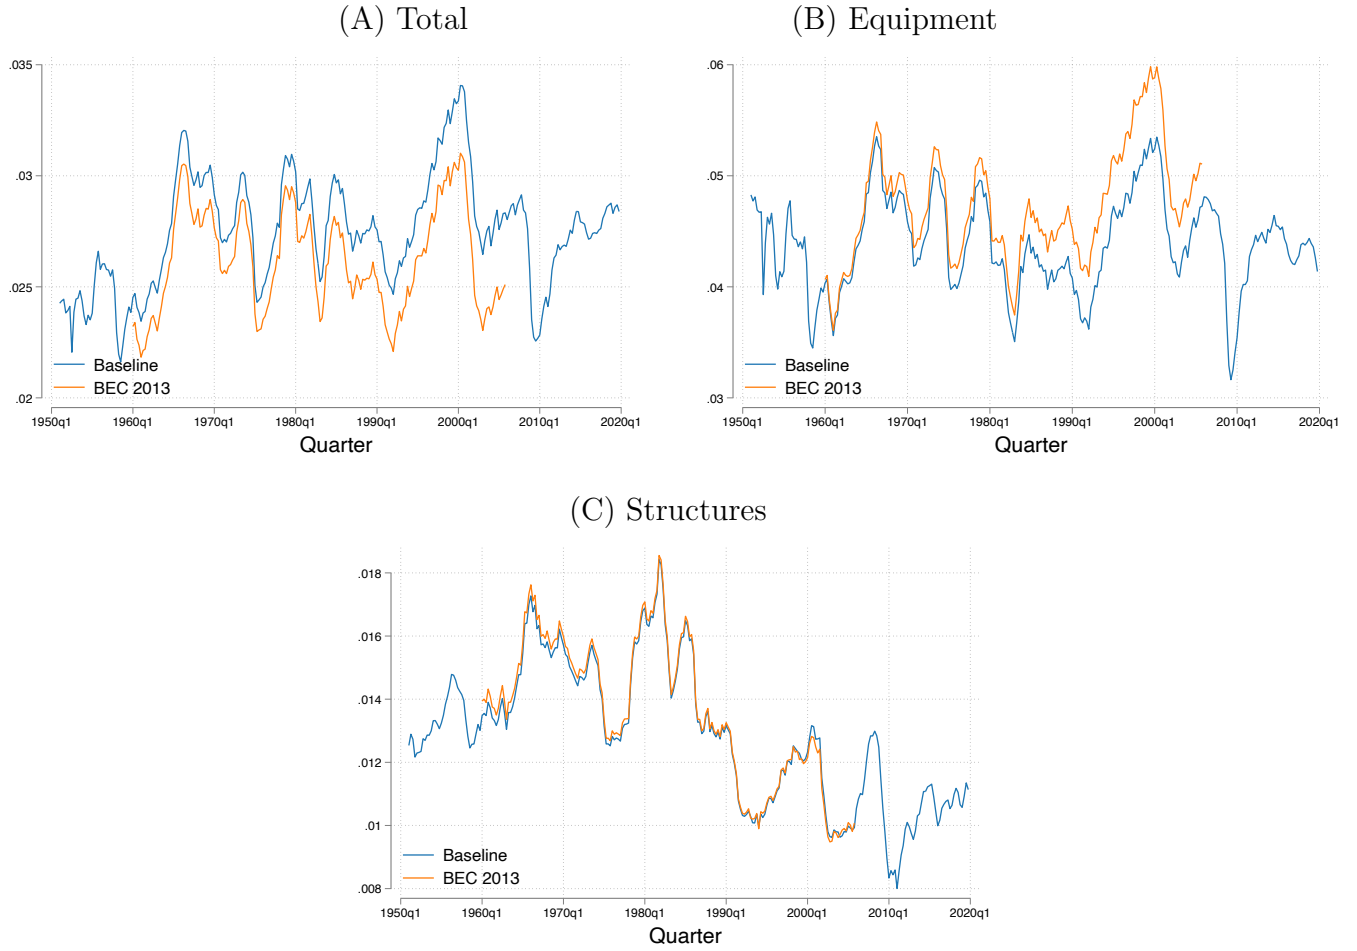 (A) Total
.035
.03
.025
.02
Baseline
BEC 2013
1950q1 1960q1 1970q1 1980q1 1990q1 2000q1 2010q1 2020q1
Quarter
(B) Equipment
.06
.05
.04
.03
Baseline
BEC 2013
1950q1 1960q1 1970q1 1980q1 1990q1 2000q1 2010q1 2020q1
Quarter
(C) Structures
.018
.016
.014
.012
.01
.008
Baseline
BEC 2013
1950q1 1960q1 1970q1 1980q1 1990q1 2000q1 2010q1 2020q1
Quarter